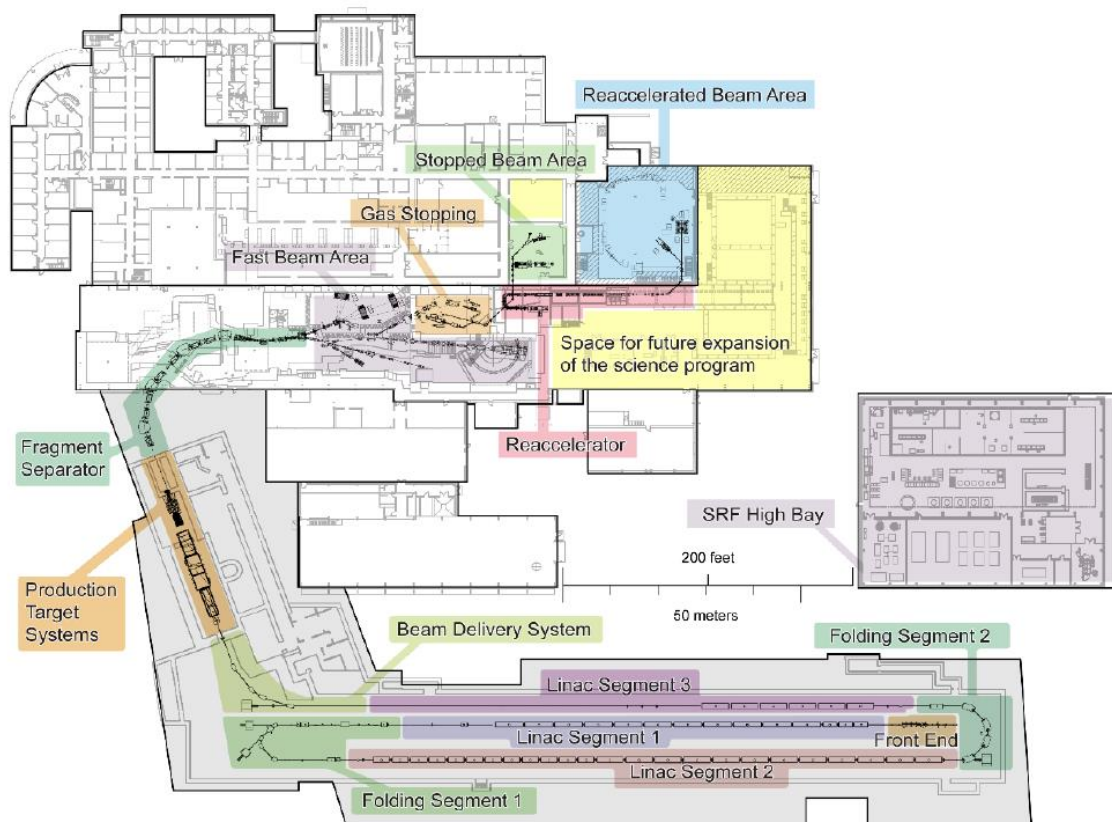 Reaccelerated Beam Area
Stopped Beam Area
Gas Stopping
Fast Beam Area
Space for future expansion
of the science program
Fragment
Separator
Reaccelerator
SRF High Bay
200 feet
50 meters
Production
Target
Systems
Beam Delivery System
Folding Segment 2
Linac Segment 3
Linac Segment 1
Front End
Linac Segment 2
Folding Segment 1